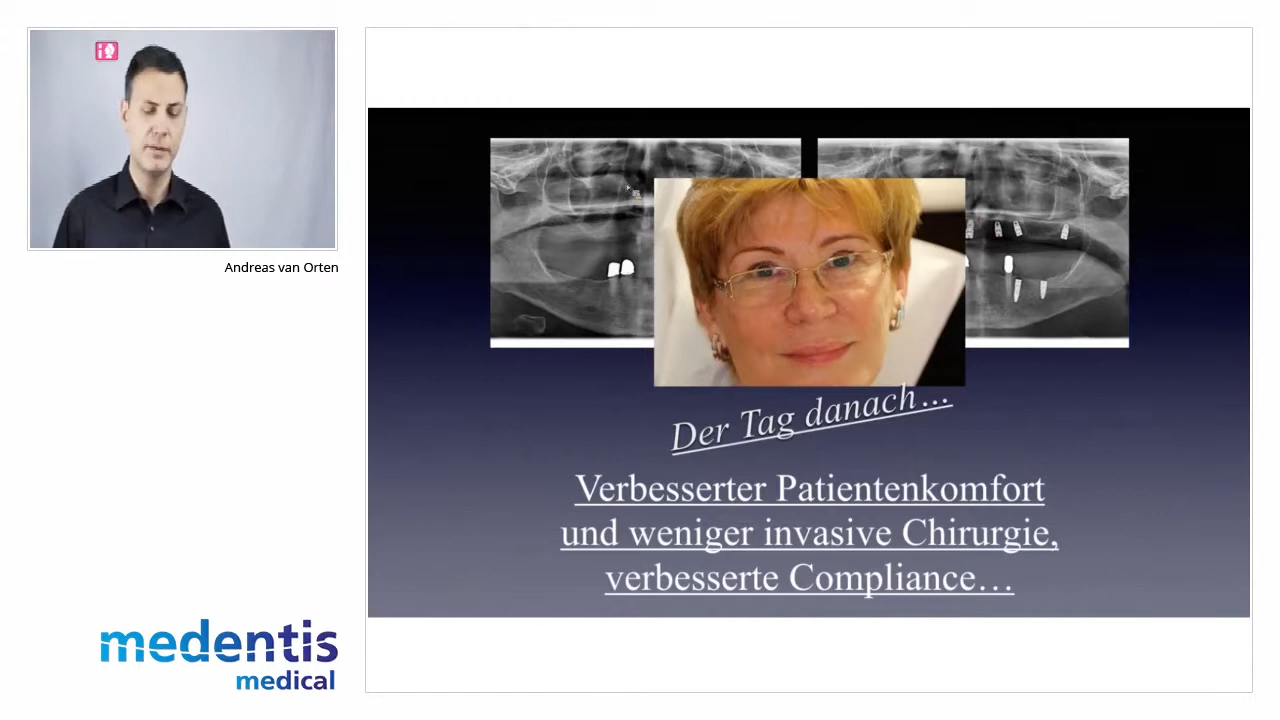 Andreas van Orten
Der Tag danach...
Verbesserter Patientenkomfort
und weniger invasive Chirurgie,
verbesserte Compliance...
medentis
medical